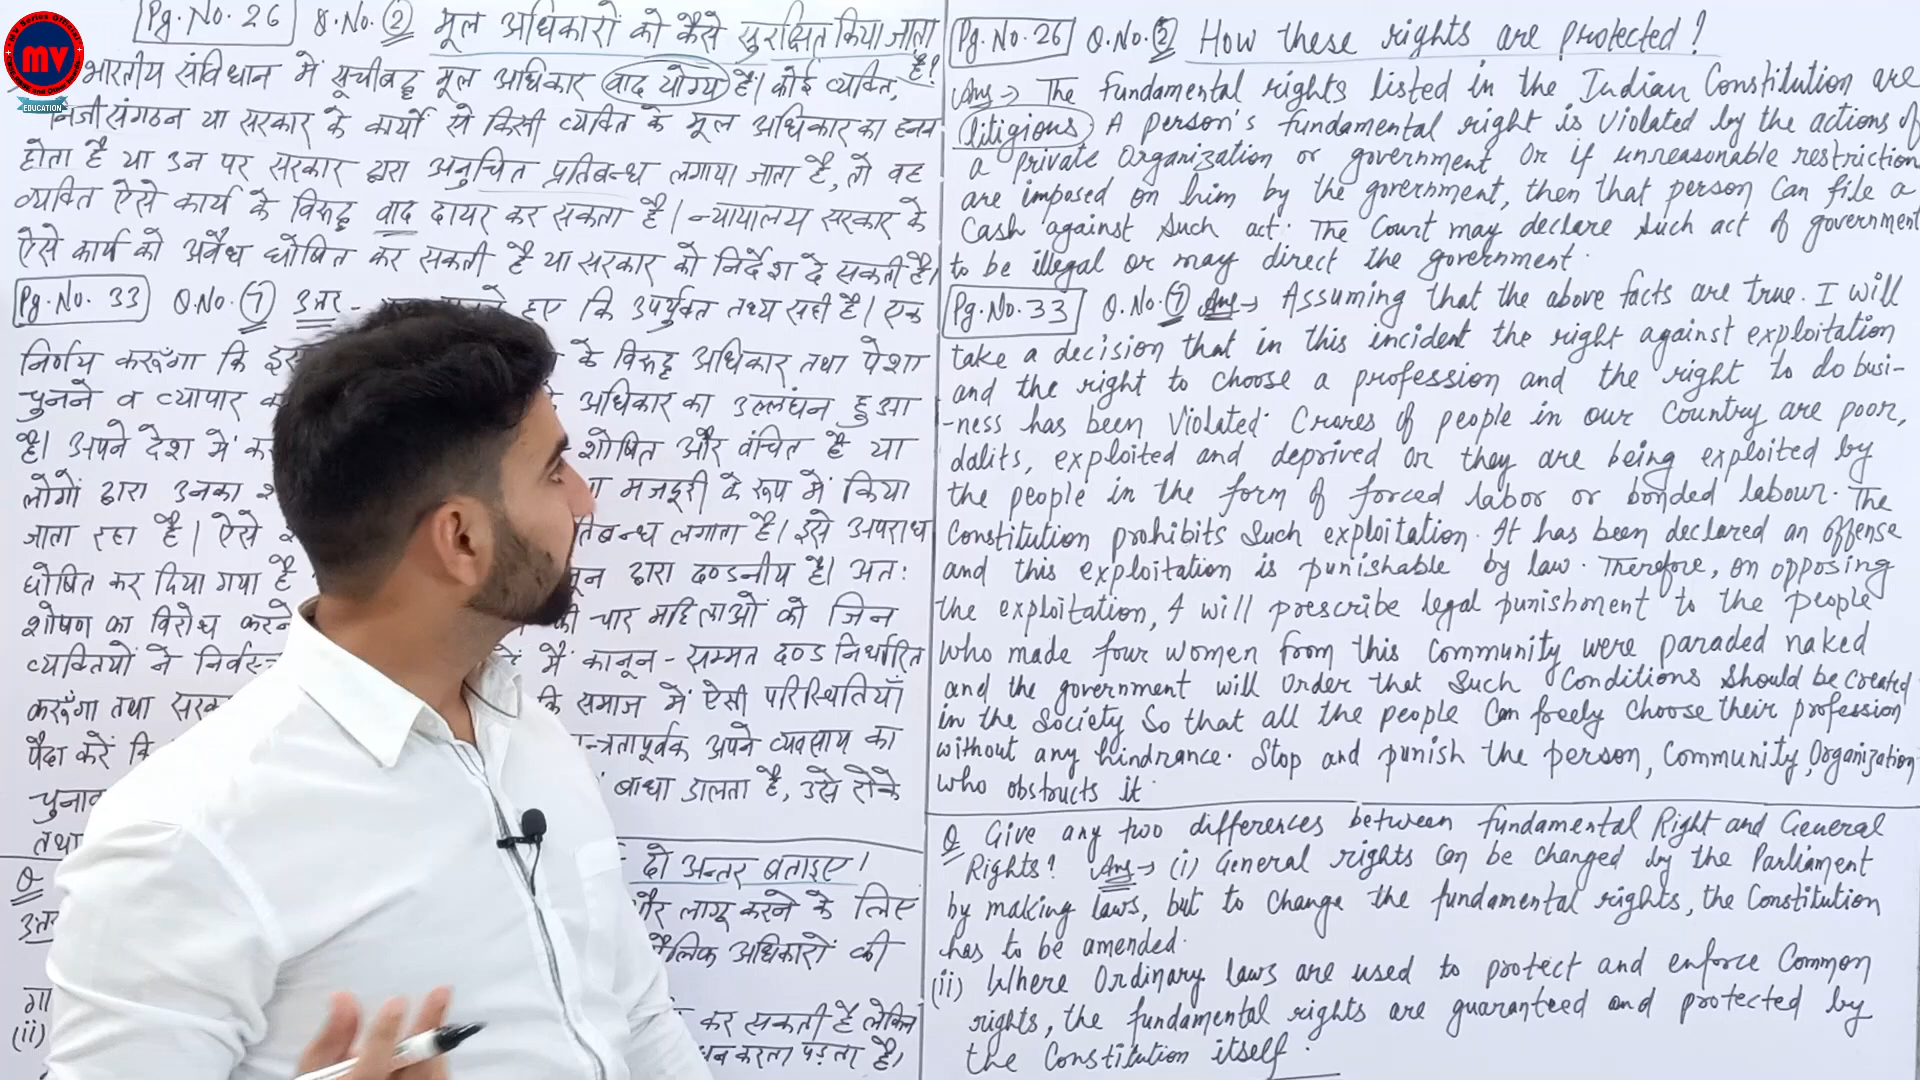 MV Series Official
mv
EDUCATION
Pg. No. 26 Q. No. (2) मूल अधिकारों को कैसे सुरक्षित किया जाता है?
भारतीय संविधान में सूचीबद्ध मूल अधिकार वाद योग्य हैं। कोई व्यक्ति,
निजी संगठन या सरकार के कार्यों से किसी व्यक्ति के मूल अधिकार का हनन
होता है या उन पर सरकार द्वारा अनुचित प्रतिबन्ध लगाया जाता है, तो वह
व्यक्ति ऐसे कार्य के विरुद्ध वाद दायर कर सकता है। न्यायालय सरकार के
ऐसे कार्य को अवैध घोषित कर सकती है या सरकार को निर्देश दे सकती है।
Pg. No. 33 Q.No. (7) उत्तर - हुए कि उपर्युक्त तथ्य सही है। एक
निर्णय करूँगा कि इस के विरुद्ध अधिकार तथा पेशा
चुनने व व्यापार अधिकार का उल्लंघन हुआ
है। अपने देश में शोषित और वंचित है या
लोगों द्वारा उनका मजदूरी के रूप में किया
जाता रहा है। ऐसे लगाता है। इसे अपराध
घोषित कर दिया गया है द्वारा दण्डनीय है। अतः
शोषण का विरोध करने की चार महिलाओं को जिन
व्यक्तियों ने में मैं कानून - सम्मत दण्ड निर्धारित
करूँगा तथा कि समाज में ऐसी परिस्थितियाँ
पैदा करें अपने व्यवसाय का
चुनाव बाधा डालता है, उसे रोके
तथा
Q दो अन्तर बताइए।
लागू करने के लिए
अधिकारों की
(ii) कर सकती है लेकिन
करना पड़ता है।
Pg. No. 26 Q. No. (2) How these rights are protected?
Ans → The fundamental rights listed in the Indian Constitution are
litigious. A person's fundamental right is violated by the actions of
a private organization or government or if unreasonable restriction
are imposed on him by the government, then that person can file a
Cash against such act. The Court may declare such act of government
to be illegal or may direct the government.
Pg. No. 33 Q. No. (7) Ans → Assuming that the above facts are true. I will
take a decision that in this incident the right against exploitation
and the right to choose a profession and the right to do busi-
-ness has been violated. Crores of people in our country are poor,
dalits, exploited and deprived or they are being exploited by
the people in the form of forced labor or bonded labour. The
Constitution prohibits such exploitation. It has been declared an offense
and this exploitation is punishable by law. Therefore, on opposing
the exploitation, I will prescribe legal punishment to the people
who made four women from this community were paraded naked
and the government will order that such conditions should be created
in the society so that all the people can freely choose their profession
without any hindrance. Stop and punish the person, community, organization
who obstructs it.
Q Give any two differences between fundamental Right and General
Rights? Ans → (i) General rights can be changed by the Parliament
by making laws, but to change the fundamental rights, the Constitution
has to be amended.
(ii) Where Ordinary laws are used to protect and enforce Common
rights, the fundamental rights are guaranteed and protected by
the Constitution itself.